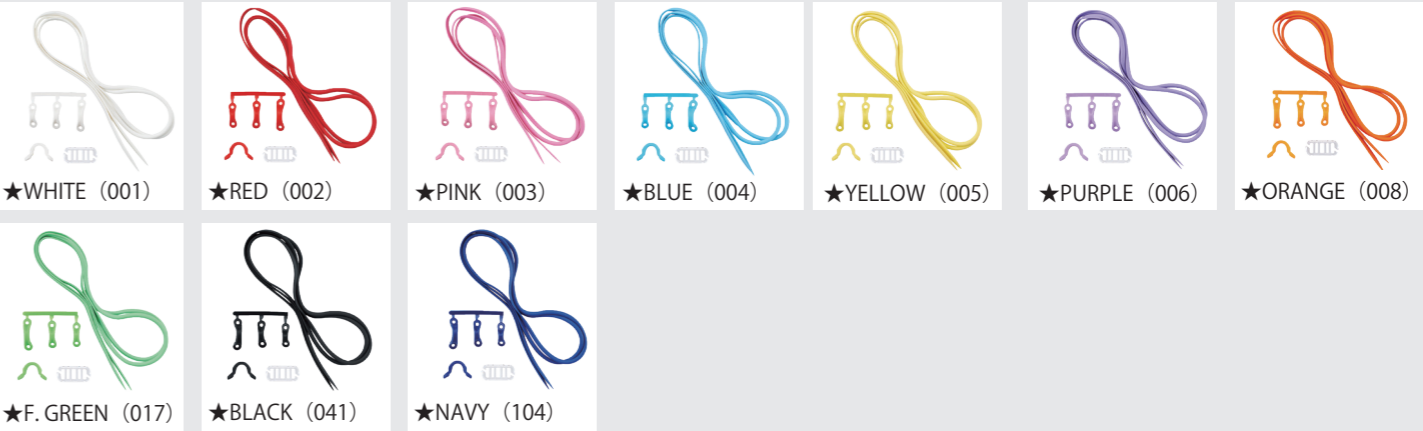 ★WHITE（001）
★RED（002）
★PINK（003）
★BLUE（004）
★YELLOW（005）
★PURPLE（006）
★ORANGE（008）
★F. GREEN（017）
★BLACK（041）
★NAVY（104）